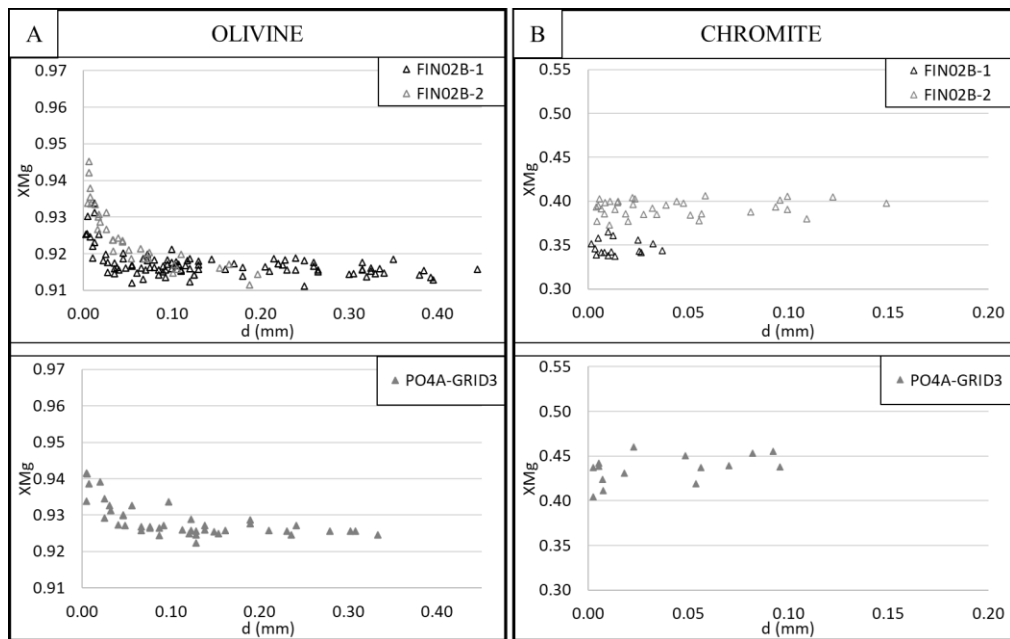 A OLIVINE
FIN02B-1
FIN02B-2
0.97
0.96
0.95
0.94
0.93
0.92
0.91
XMg
0.00 0.10 0.20 0.30 0.40
d (mm)
PO4A-GRID3
0.97
0.96
0.95
0.94
0.93
0.92
0.91
XMg
0.00 0.10 0.20 0.30 0.40
d (mm)
B CHROMITE
FIN02B-1
FIN02B-2
0.55
0.50
0.45
0.40
0.35
0.30
XMg
0.00 0.05 0.10 0.15 0.20
d (mm)
PO4A-GRID3
0.55
0.50
0.45
0.40
0.35
0.30
XMg
0.00 0.05 0.10 0.15 0.20
d (mm)